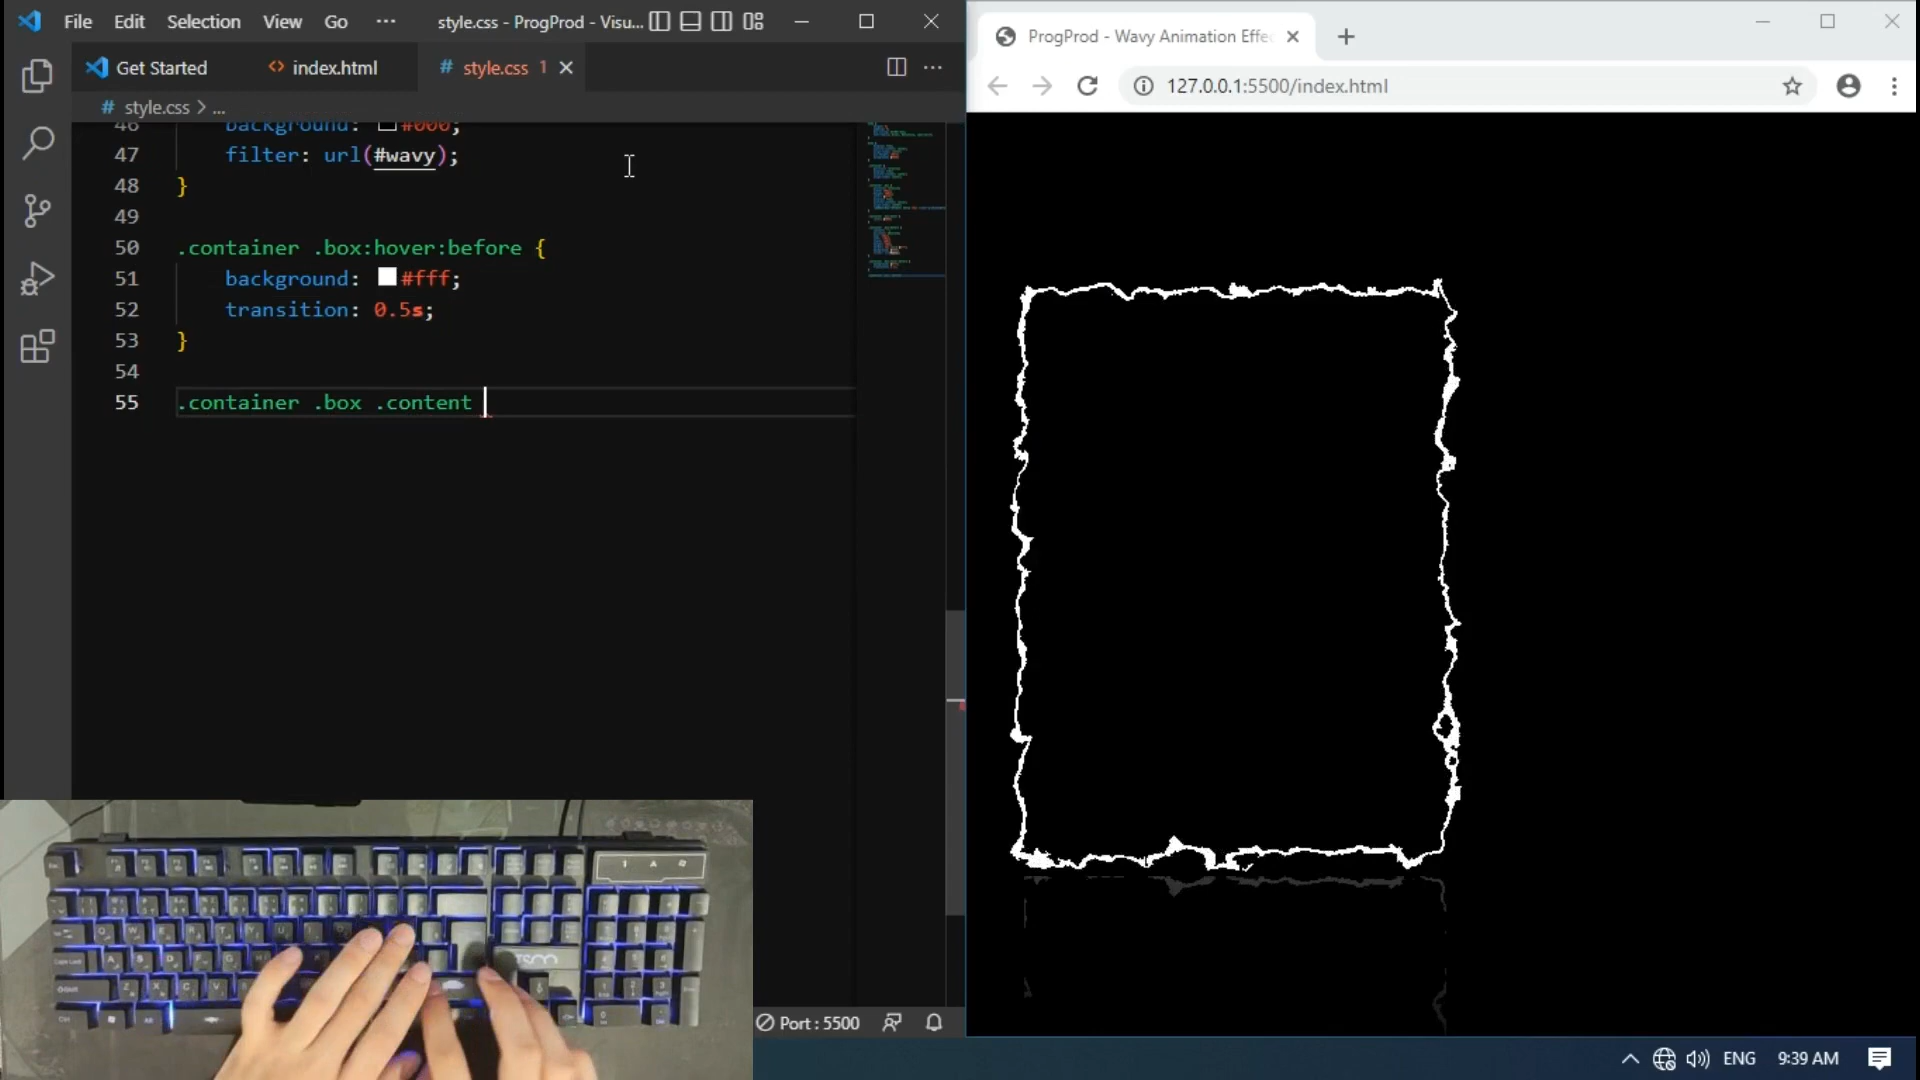 File Edit Selection View Go ··· style.css - ProgProd - Visu...
Get Started index.html style.css 1
# style.css > ...
46 background: #000;
47 filter: url(#wavy);
48 }
49
50 .container .box:hover:before {
51 background: #fff;
52 transition: 0.5s;
53 }
54
55 .container .box .content
Port : 5500
ProgProd - Wavy Animation Effe
127.0.0.1:5500/index.html
ENG 9:39 AM